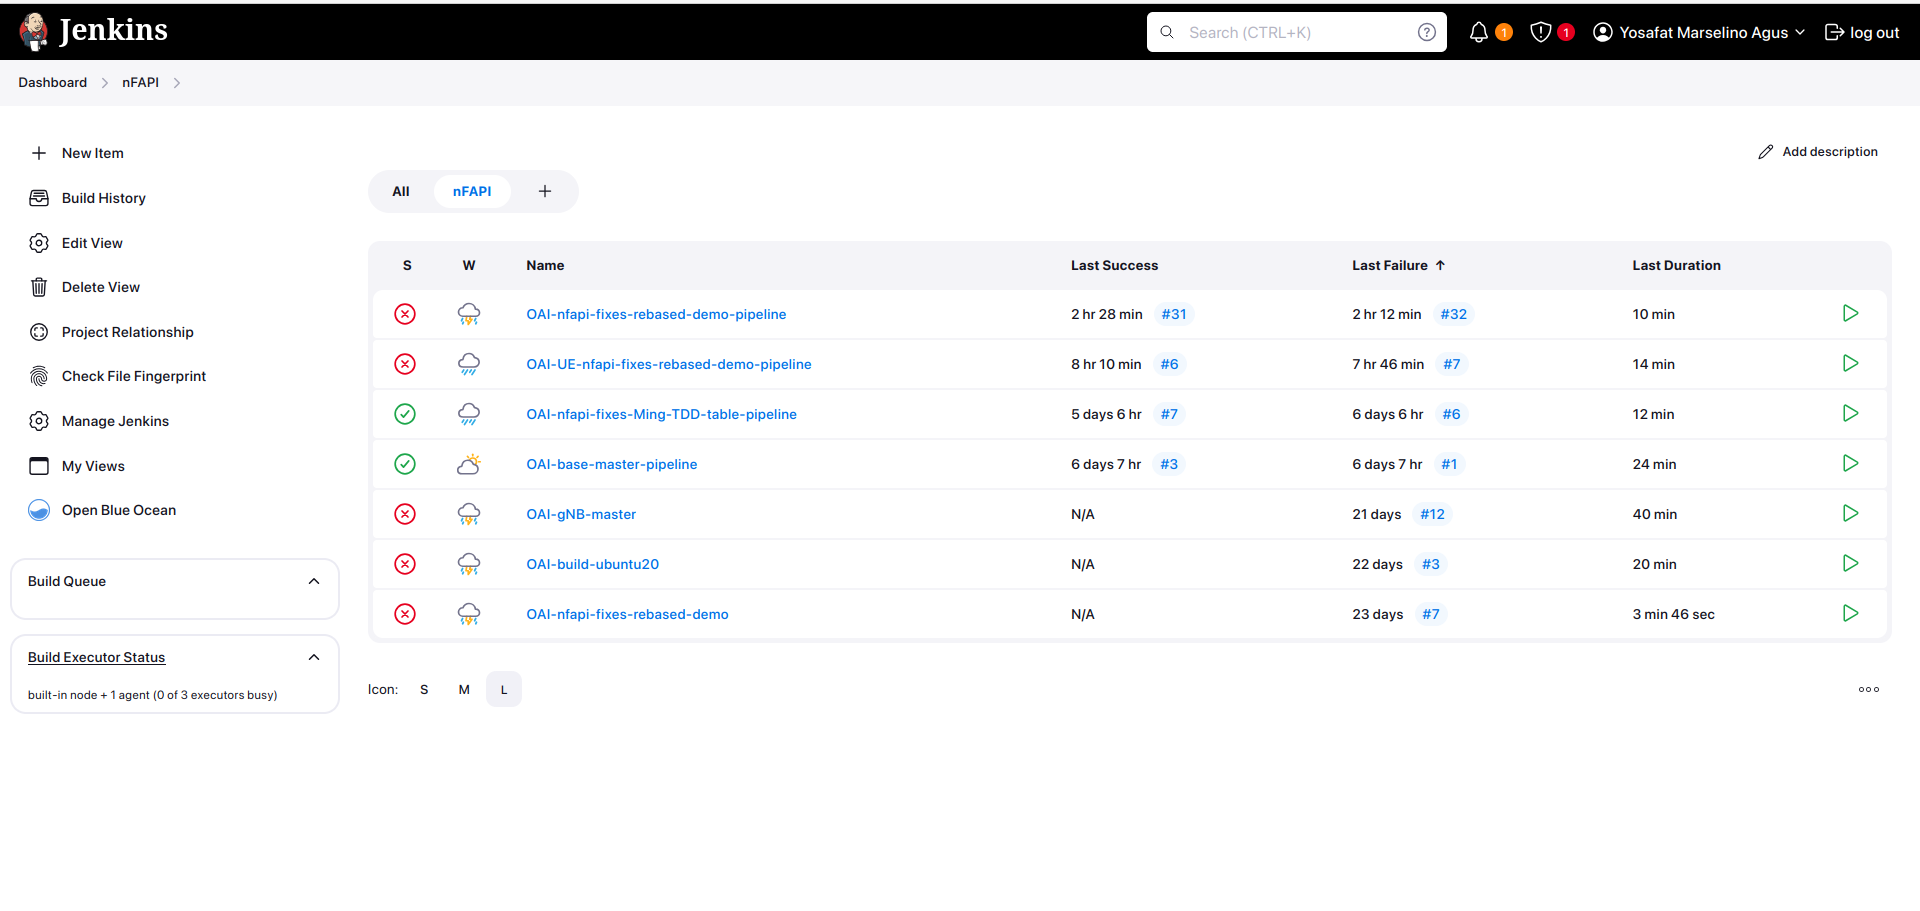 Jenkins
Search (CTRL+K)
1
1
Yosafat Marselino Agus
log out
Dashboard
nFAPI
New Item
Build History
Edit View
Delete View
Project Relationship
Check File Fingerprint
Manage Jenkins
My Views
Open Blue Ocean
Build Queue
Build Executor Status
built-in node + 1 agent (0 of 3 executors busy)
Add description
All nFAPI +
S W Name Last Success Last Failure ↑ Last Duration
OAI-nfapi-fixes-rebased-demo-pipeline 2 hr 28 min #31 2 hr 12 min #32 10 min
OAI-UE-nfapi-fixes-rebased-demo-pipeline 8 hr 10 min #6 7 hr 46 min #7 14 min
OAI-nfapi-fixes-Ming-TDD-table-pipeline 5 days 6 hr #7 6 days 6 hr #6 12 min
OAI-base-master-pipeline 6 days 7 hr #3 6 days 7 hr #1 24 min
OAI-gNB-master N/A 21 days #12 40 min
OAI-build-ubuntu20 N/A 22 days #3 20 min
OAI-nfapi-fixes-rebased-demo N/A 23 days #7 3 min 46 sec
Icon: S M L